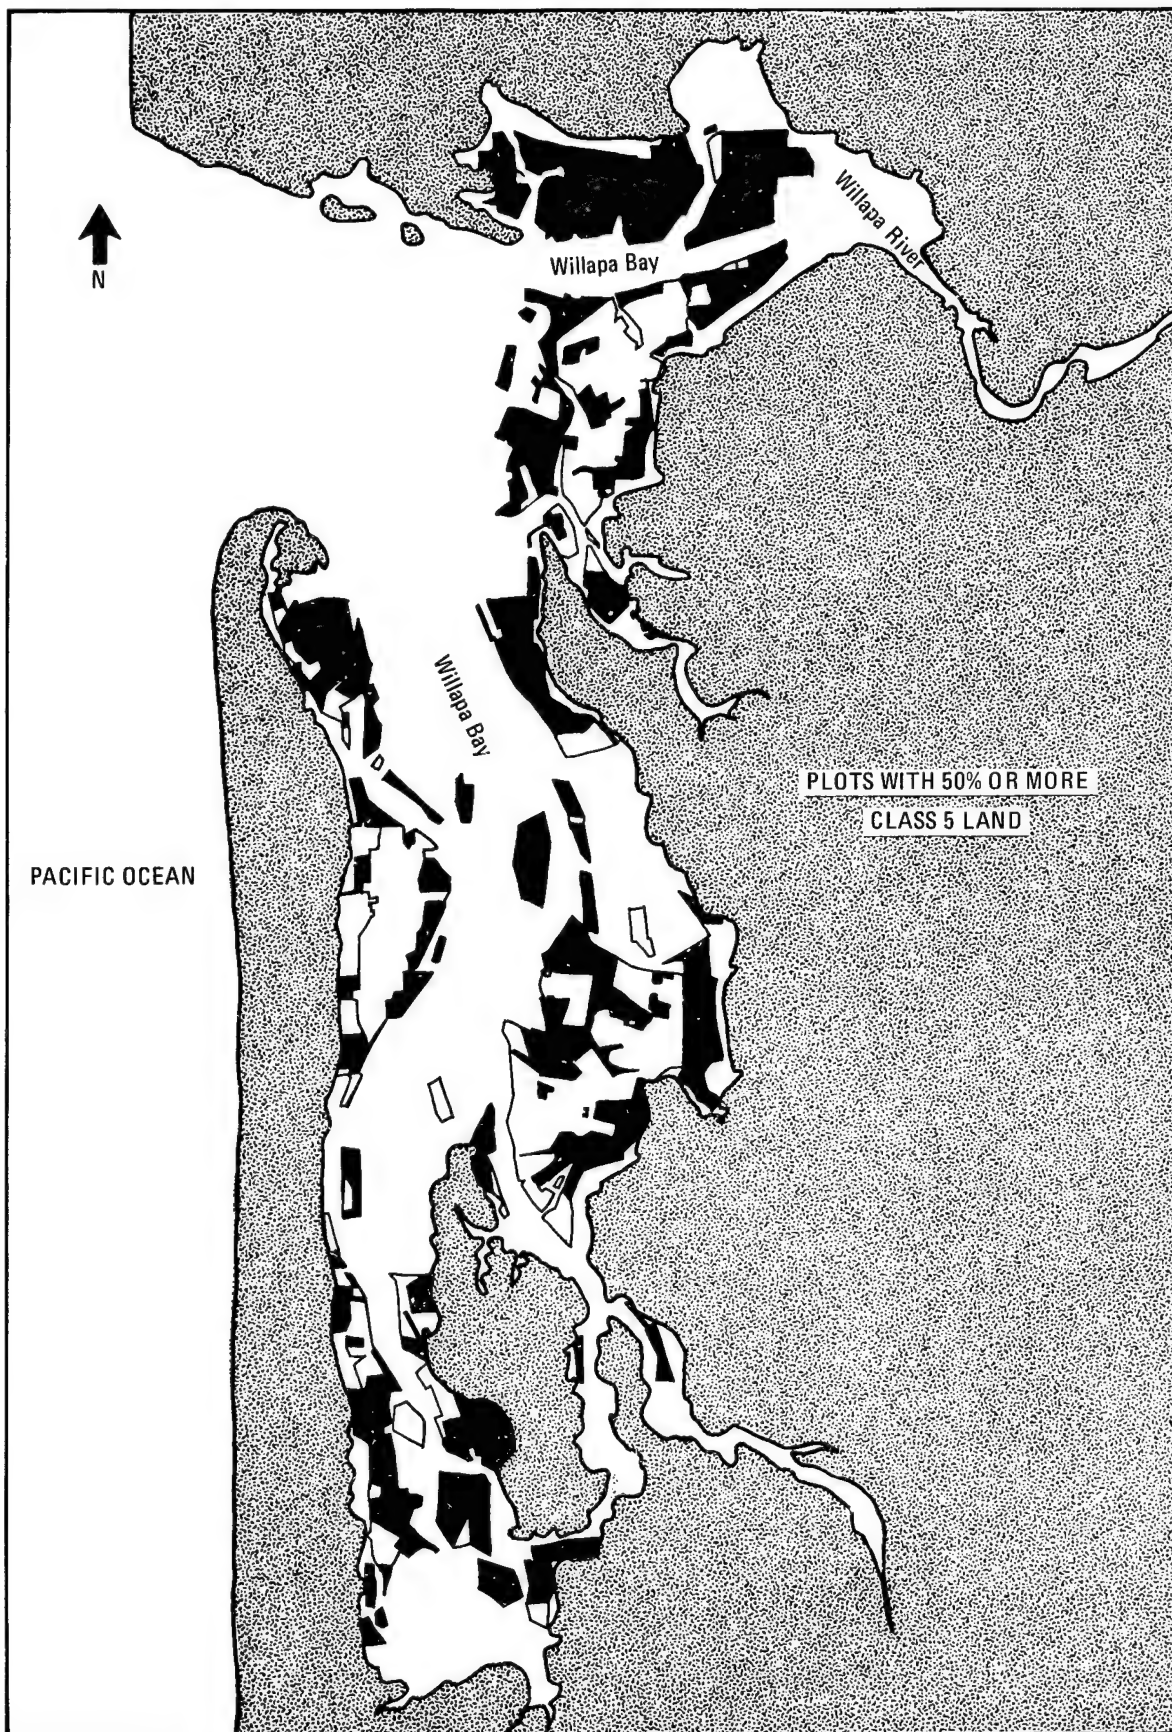 Willapa River
N
Willapa Bay
Willapa Bay
PLOTS WITH 50% OR MORE
CLASS 5 LAND
PACIFIC OCEAN